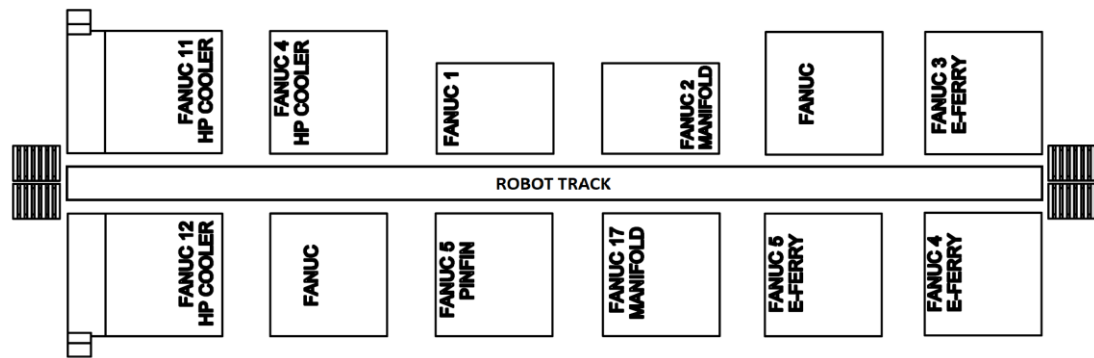 FANUC 11
HP COOLER
FANUC 4
HP COOLER
FANUC 1
FANUC 2
MANIFOLD
FANUC
FANUC 3
E-FERRY
ROBOT TRACK
FANUC 12
HP COOLER
FANUC
FANUC 5
PINFIN
FANUC 17
MANIFOLD
FANUC 5
E-FERRY
FANUC 4
E-FERRY